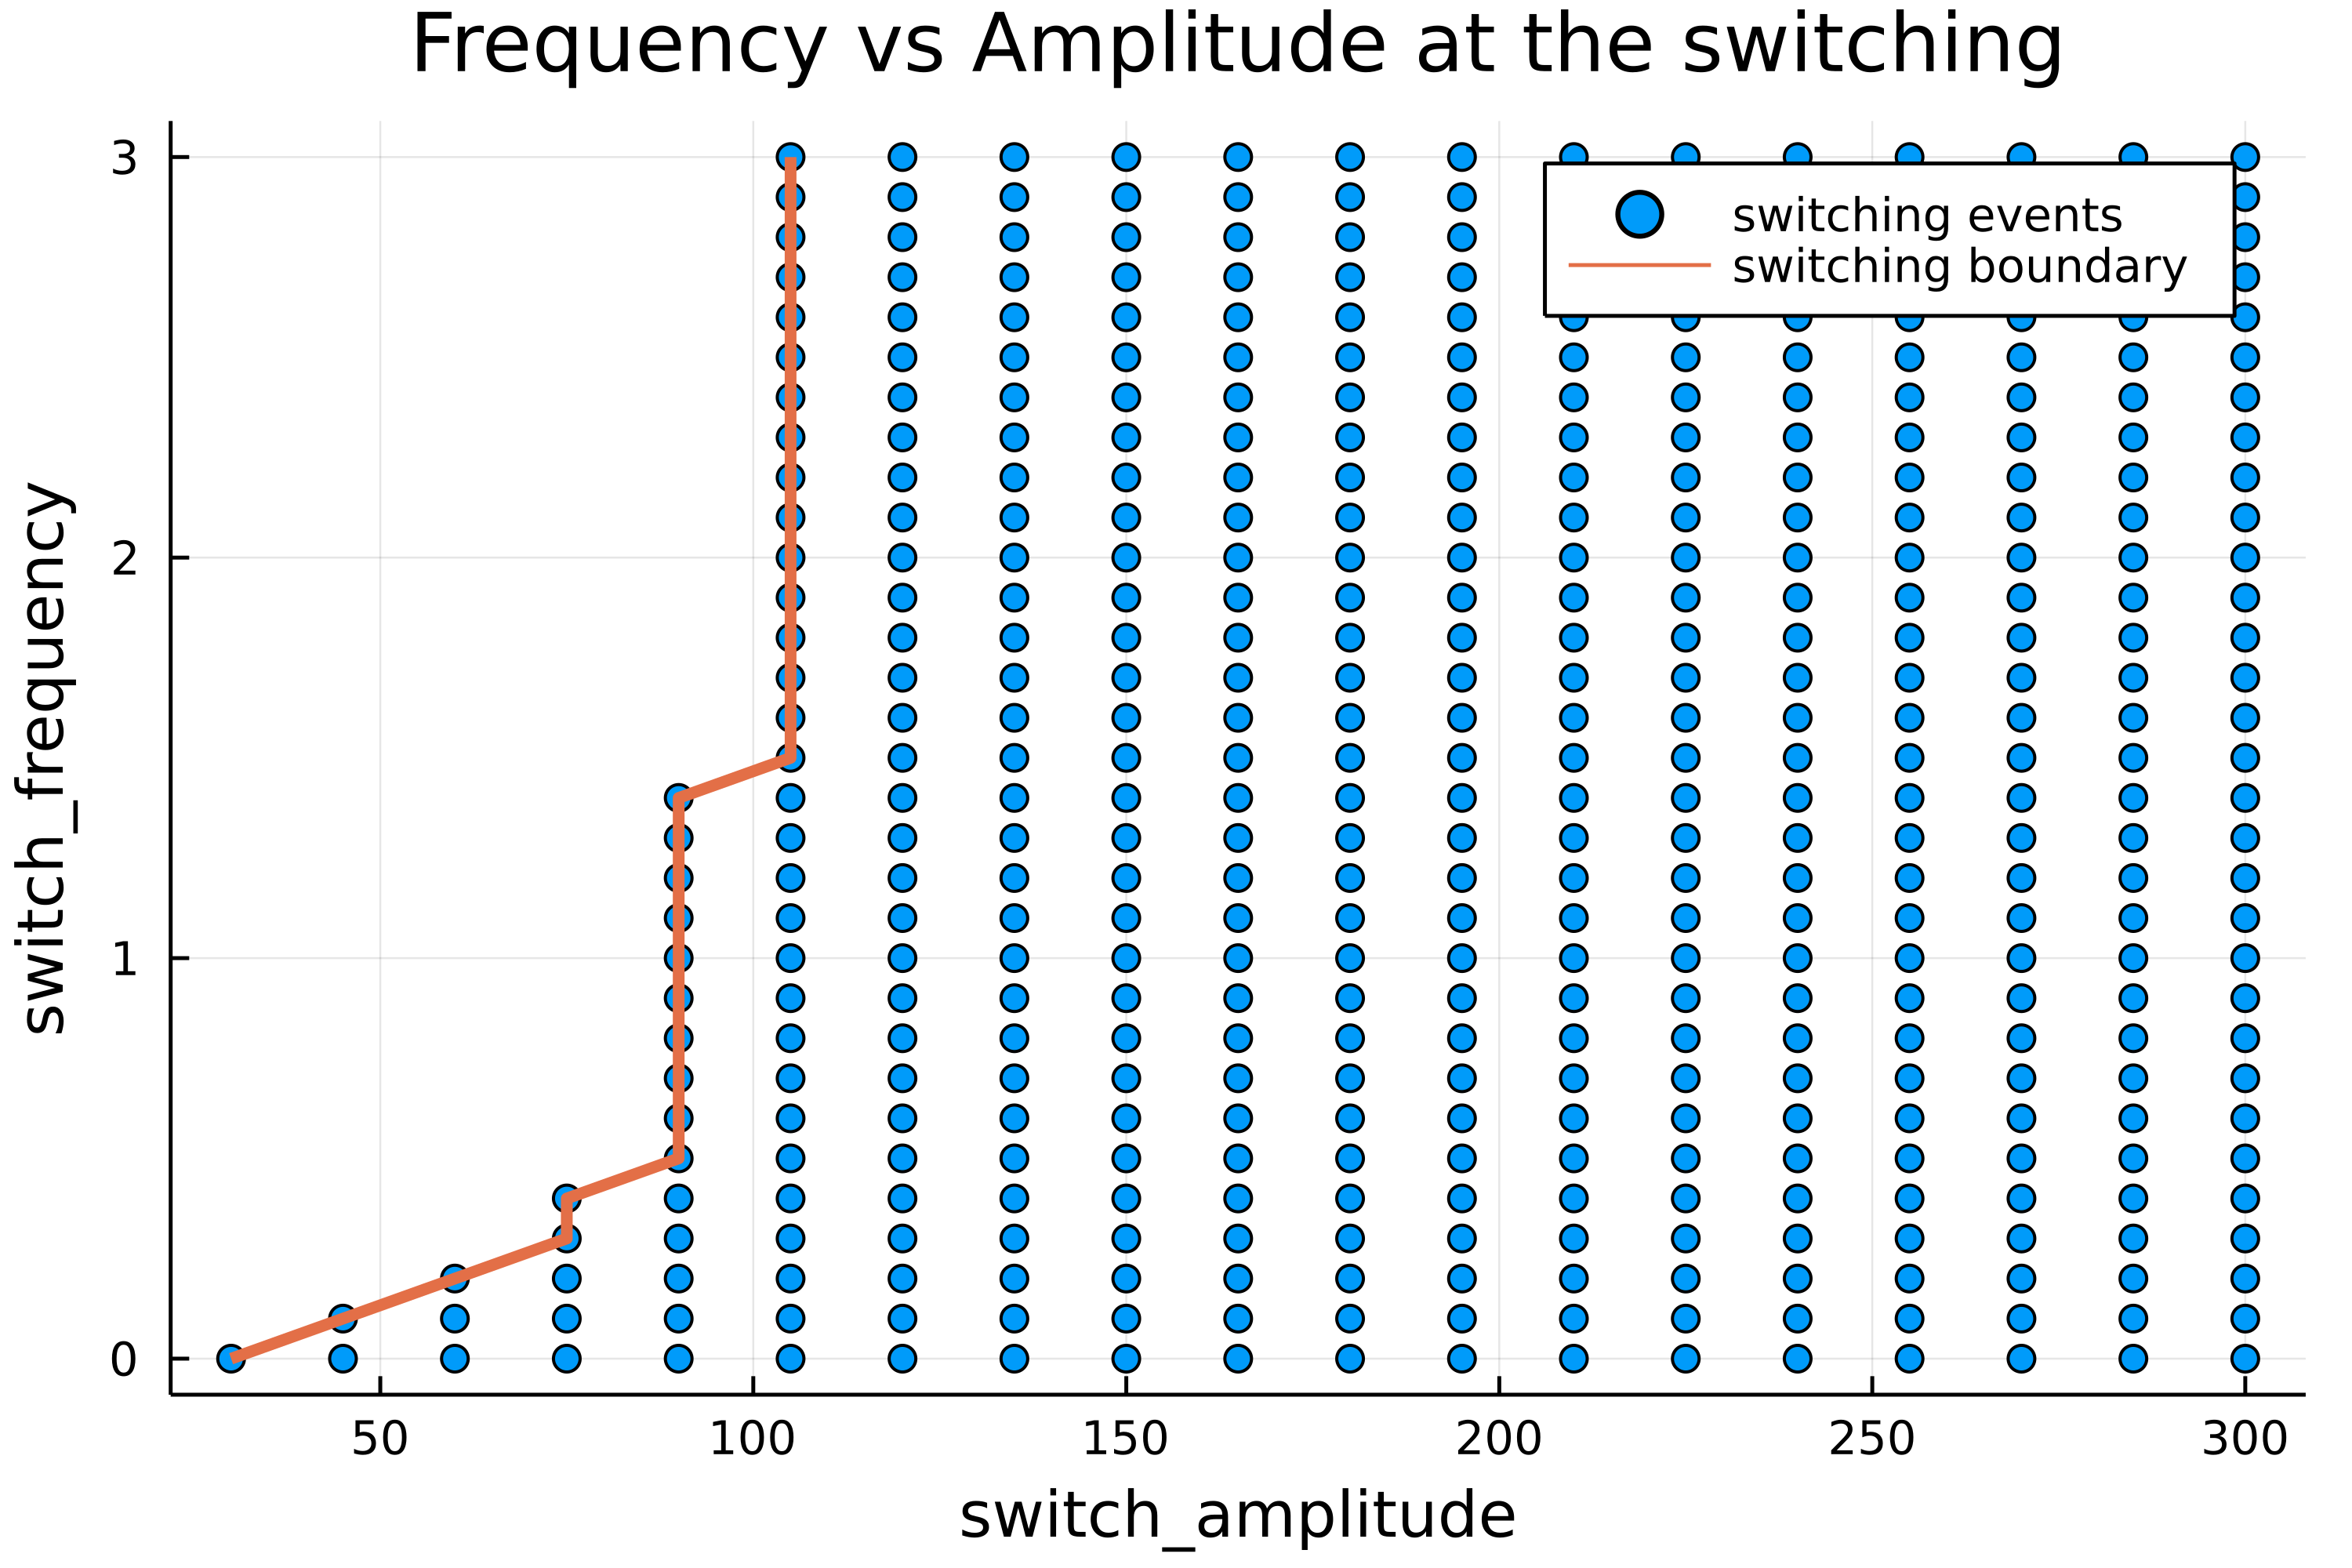 Frequency vs Amplitude at the switching
switching events
switching boundary
switch_frequency
3
2
1
0
50 100 150 200 250 300
switch_amplitude